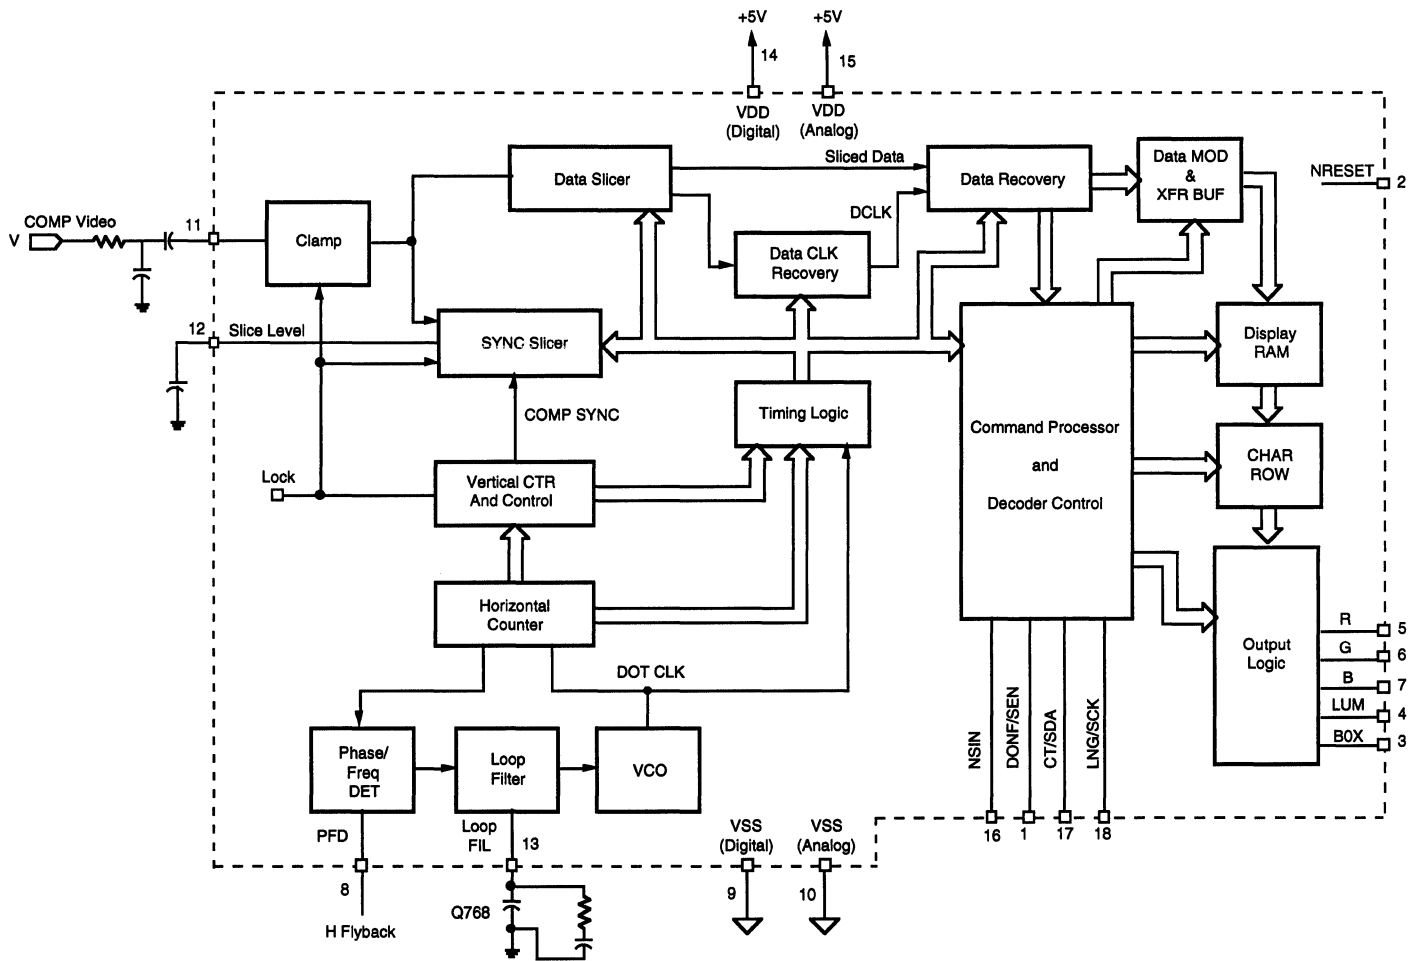 +5V
+5V
14
15
VDD
(Digital)
VDD
(Analog)
COMP Video
V
11
Clamp
Data Slicer
Sliced Data
DCLK
Data CLK
Recovery
Data Recovery
Data MOD
&
XFR BUF
NRESET
2
12
Slice Level
SYNC Slicer
COMP SYNC
Timing Logic
Display
RAM
Command Processor
and
Decoder Control
CHAR
ROW
Lock
Vertical CTR
And Control
Horizontal
Counter
DOT CLK
Output
Logic
R
5
G
6
B
7
LUM
4
B0X
3
Phase/
Freq
DET
Loop
Filter
VCO
NSIN
DONF/SEN
CT/SDA
LNG/SCK
16
1
17
18
PFD
8
H Flyback
Loop
FIL
13
Q768
VSS
(Digital)
9
VSS
(Analog)
10